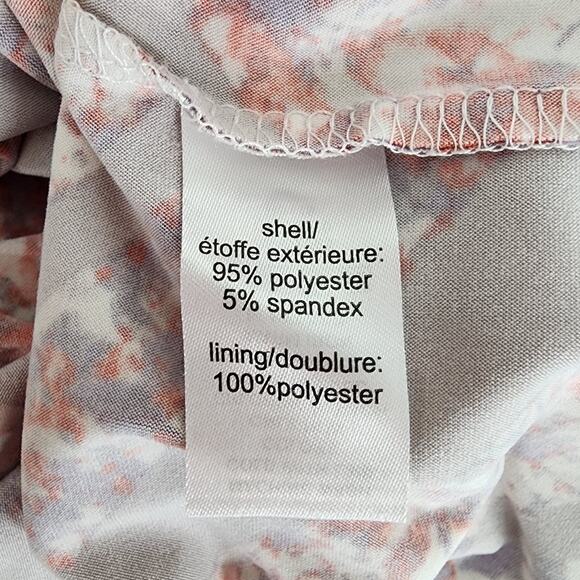 shell/
étoffe extérieure:
95% polyester
5% spandex
lining/doublure:
100%polyester